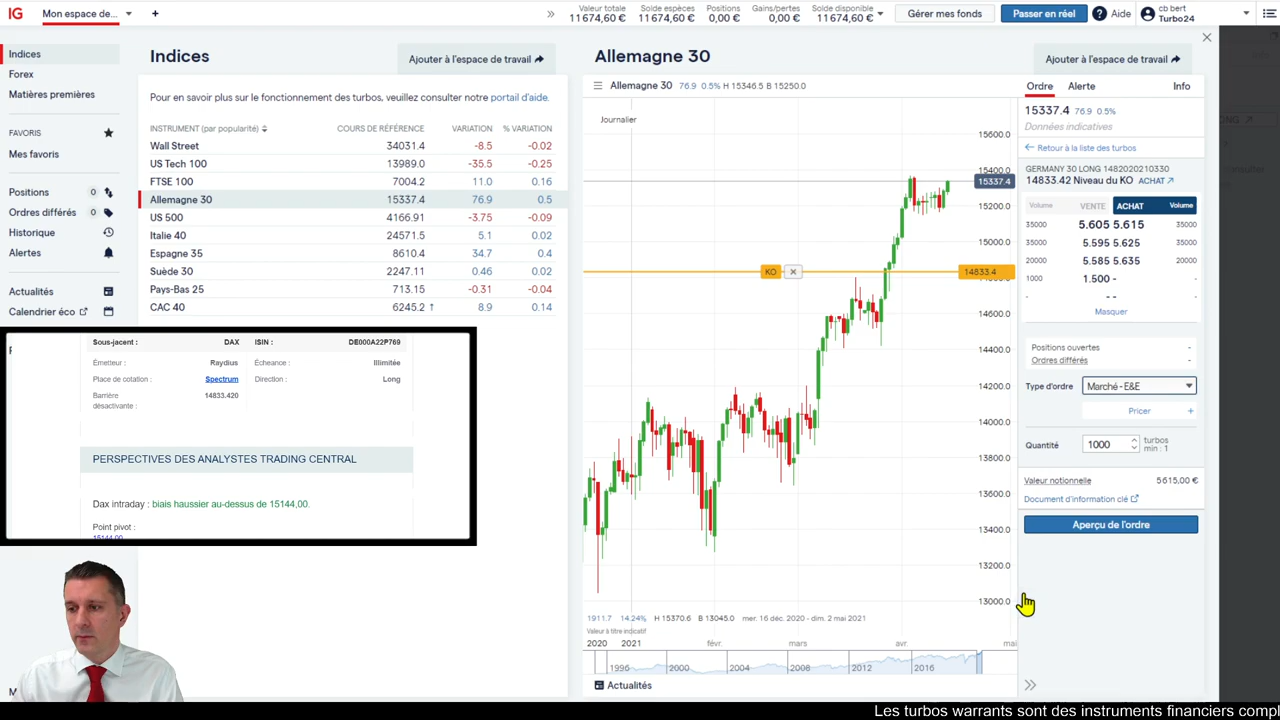 IG
Mon espace de...
+
Valeur totale
11 674,60 €
Solde espèces
11 674,60 €
Positions
0,00 €
Gains/pertes
0,00 €
Solde disponible
11 674,60 €
Gérer mes fonds
Passer en réel
Aide
cb bert
Turbo24
Indices
Forex
Matières premières
FAVORIS
Mes favoris
Positions 0
Ordres différés 0
Historique
Alertes
Actualités
Calendrier éco
Indices
Ajouter à l'espace de travail
Pour en savoir plus sur le fonctionnement des turbos, veuillez consulter notre portail d'aide.
INSTRUMENT (par popularité) COURS DE RÉFÉRENCE VARIATION % VARIATION
Wall Street 34031.4 -8.5 -0.02
US Tech 100 13989.0 -35.5 -0.25
FTSE 100 7004.2 11.0 0.16
Allemagne 30 15337.4 76.9 0.5
US 500 4166.91 -3.75 -0.09
Italie 40 24571.5 5.1 0.02
Espagne 35 8610.4 34.7 0.4
Suède 30 2247.11 0.46 0.02
Pays-Bas 25 713.15 -0.31 -0.04
CAC 40 6245.2 ↑ 8.9 0.14
Sous-jacent : DAX ISIN : DE000A22P769
Émetteur : Raydius Échéance : Illimitée
Place de cotation : Spectrum Direction : Long
Barrière 14833.420
désactivante :
PERSPECTIVES DES ANALYSTES TRADING CENTRAL
Dax intraday : biais haussier au-dessus de 15144,00.
Point pivot :
15144,00
Allemagne 30
Ajouter à l'espace de travail
Allemagne 30 76.9 0.5% H 15346.5 B 15250.0
Journalier
15600.0
15400.0
15337.4
15200.0
15000.0
KO
14833.4
14600.0
14400.0
14200.0
14000.0
13800.0
13600.0
13400.0
13200.0
13000.0
1911.7 14.24% H 15370.6 B 13045.0 mer. 16 déc. 2020 - dim. 2 mai 2021
Valeur à titre indicatif
2020 2021 févr. mars avr. mai
1996 2000 2004 2008 2012 2016
Actualités
Ordre Alerte Info
15337.4 76.9 0.5%
Données indicatives
Retour à la liste des turbos
GERMANY 30 LONG 1482020210330
14833.42 Niveau du KO ACHAT
Volume VENTE ACHAT Volume
35000 5.605 5.615 35000
35000 5.595 5.625 35000
20000 5.585 5.635 20000
1000 1.500 -
- - - -
Masquer
Positions ouvertes -
Ordres différés -
Type d'ordre Marché - E&E
Pricer +
Quantité 1000 turbos
min : 1
Valeur notionnelle 5 615,00 €
Document d'information clé
Aperçu de l'ordre
Les turbos warrants sont des instruments financiers compl